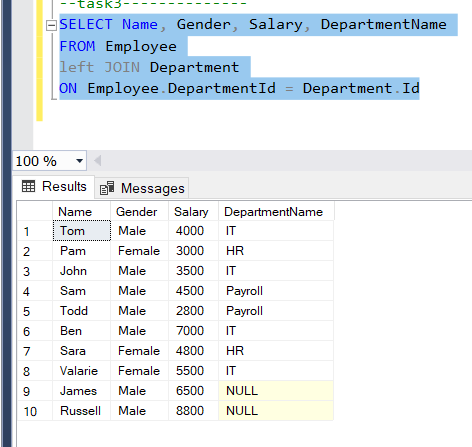 --task3--------------
SELECT Name, Gender, Salary, DepartmentName
FROM Employee
left JOIN Department
ON Employee.DepartmentId = Department.Id
100 %
Results Messages
Name Gender Salary DepartmentName
1 Tom Male 4000 IT
2 Pam Female 3000 HR
3 John Male 3500 IT
4 Sam Male 4500 Payroll
5 Todd Male 2800 Payroll
6 Ben Male 7000 IT
7 Sara Female 4800 HR
8 Valarie Female 5500 IT
9 James Male 6500 NULL
10 Russell Male 8800 NULL